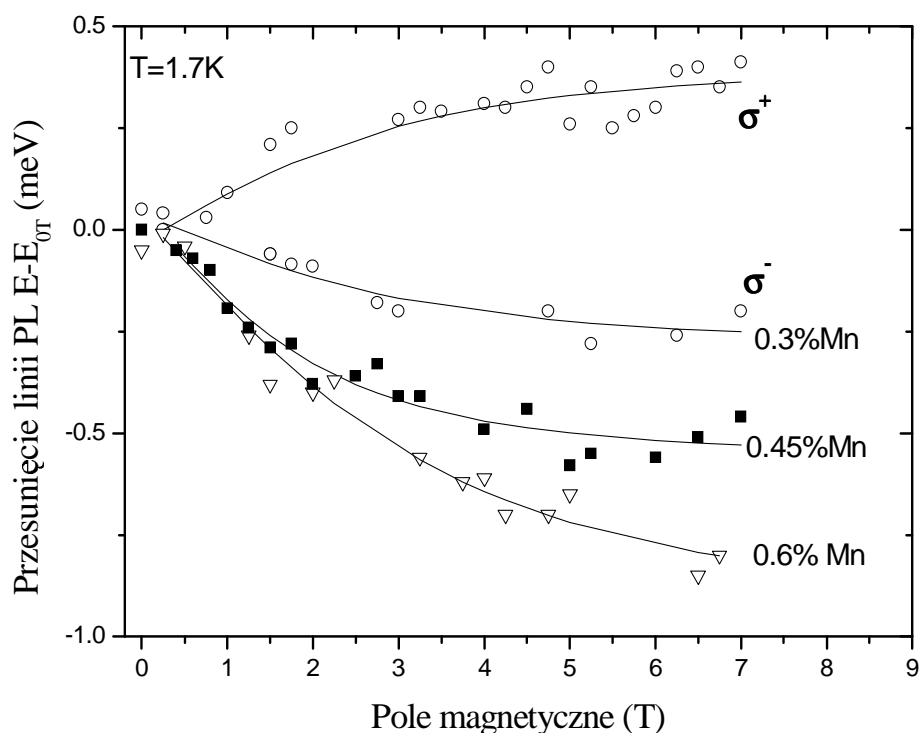 0.5
T=1.7K
σ+
0.0
σ-
0.3%Mn
-0.5
0.45%Mn
0.6% Mn
-1.0
0 1 2 3 4 5 6 7 8 9
Pole magnetyczne (T)
Przesunięcie linii PL E-E0T (meV)